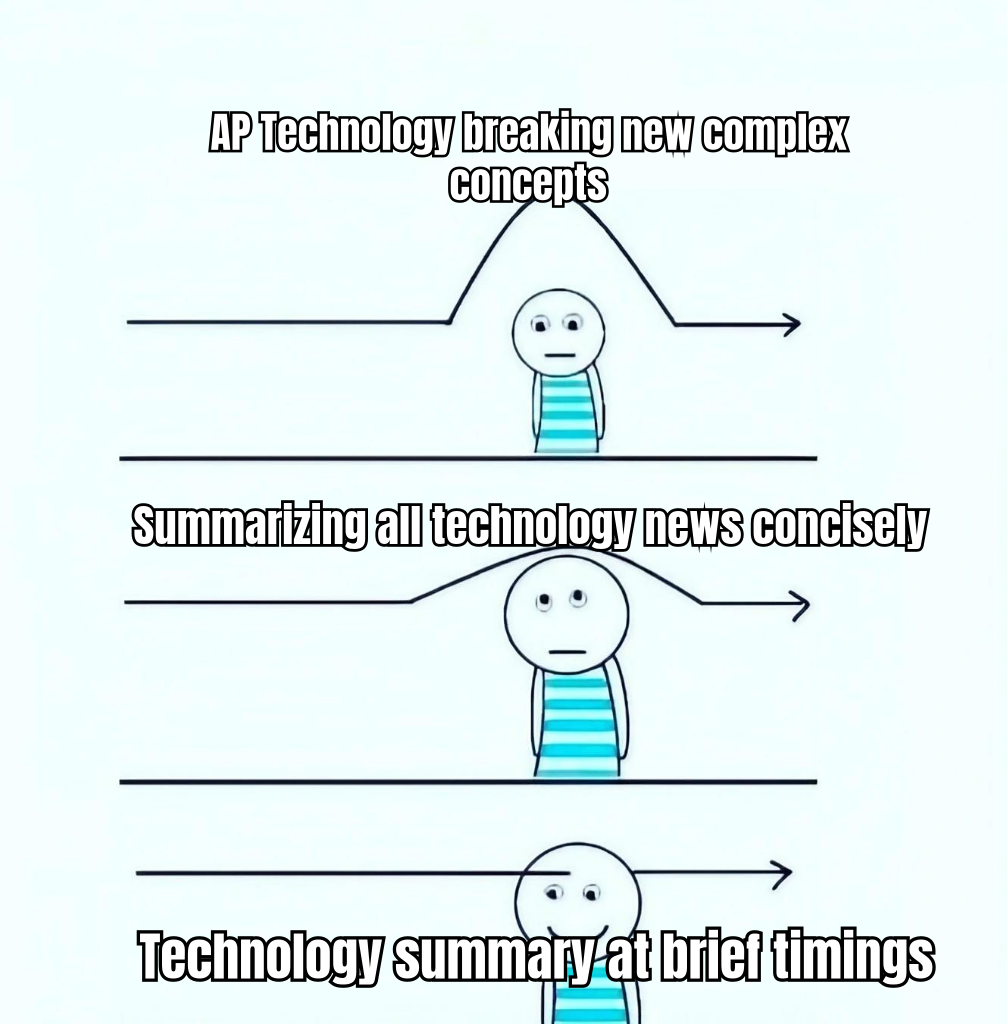 AP Technology breaking new complex
concepts
Summarizing all technology news concisely
Technology summary at brief timings